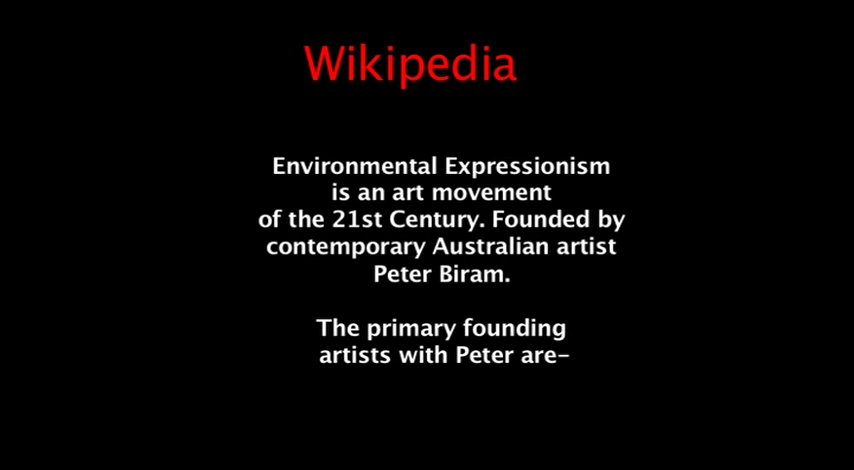 Wikipedia
Environmental Expressionism
is an art movement
of the 21st Century. Founded by
contemporary Australian artist
Peter Biram.
The primary founding
artists with Peter are-